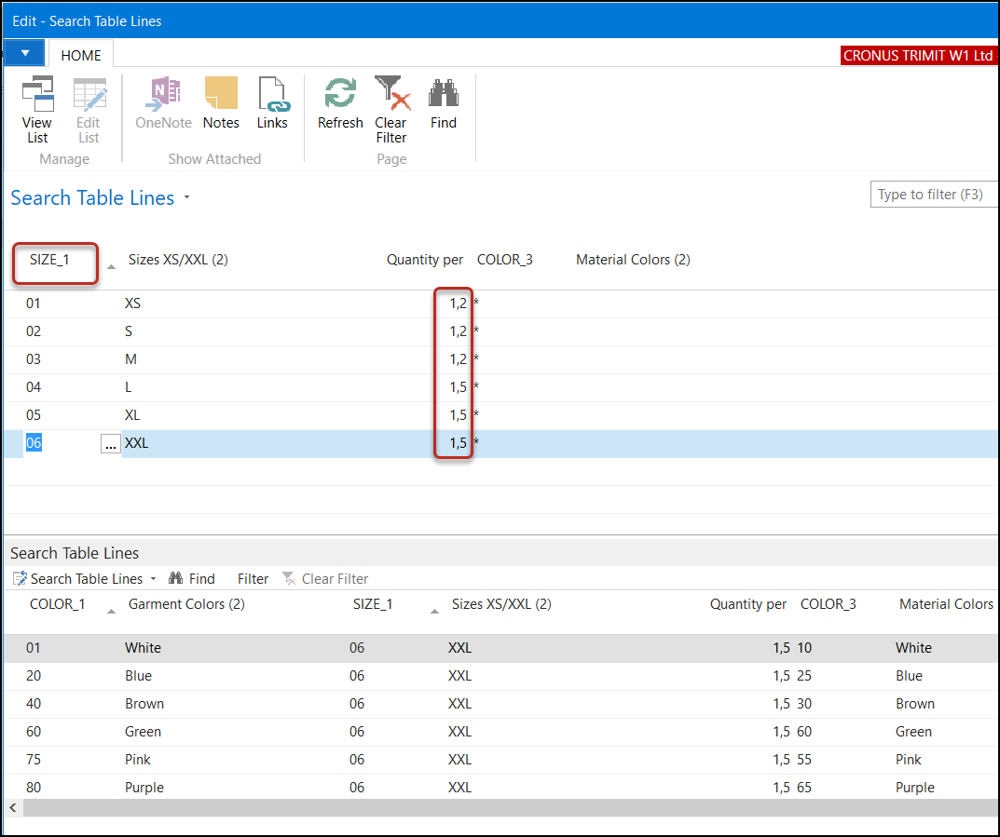 Edit - Search Table Lines
HOME
CRONUS TRIMIT W1 Ltd
View List
Edit List
OneNote
Notes
Links
Refresh
Clear Filter
Find
Manage
Show Attached
Page
Search Table Lines
Type to filter (F3)
SIZE_1 Sizes XS/XXL (2) Quantity per COLOR_3 Material Colors (2)
01 XS 1,2 *
02 S 1,2 *
03 M 1,2 *
04 L 1,5 *
05 XL 1,5 *
06 ... XXL 1,5 *
Search Table Lines
Search Table Lines Find Filter Clear Filter
COLOR_1 Garment Colors (2) SIZE_1 Sizes XS/XXL (2) Quantity per COLOR_3 Material Colors
01 White 06 XXL 1,5 10 White
20 Blue 06 XXL 1,5 25 Blue
40 Brown 06 XXL 1,5 30 Brown
60 Green 06 XXL 1,5 60 Green
75 Pink 06 XXL 1,5 55 Pink
80 Purple 06 XXL 1,5 65 Purple